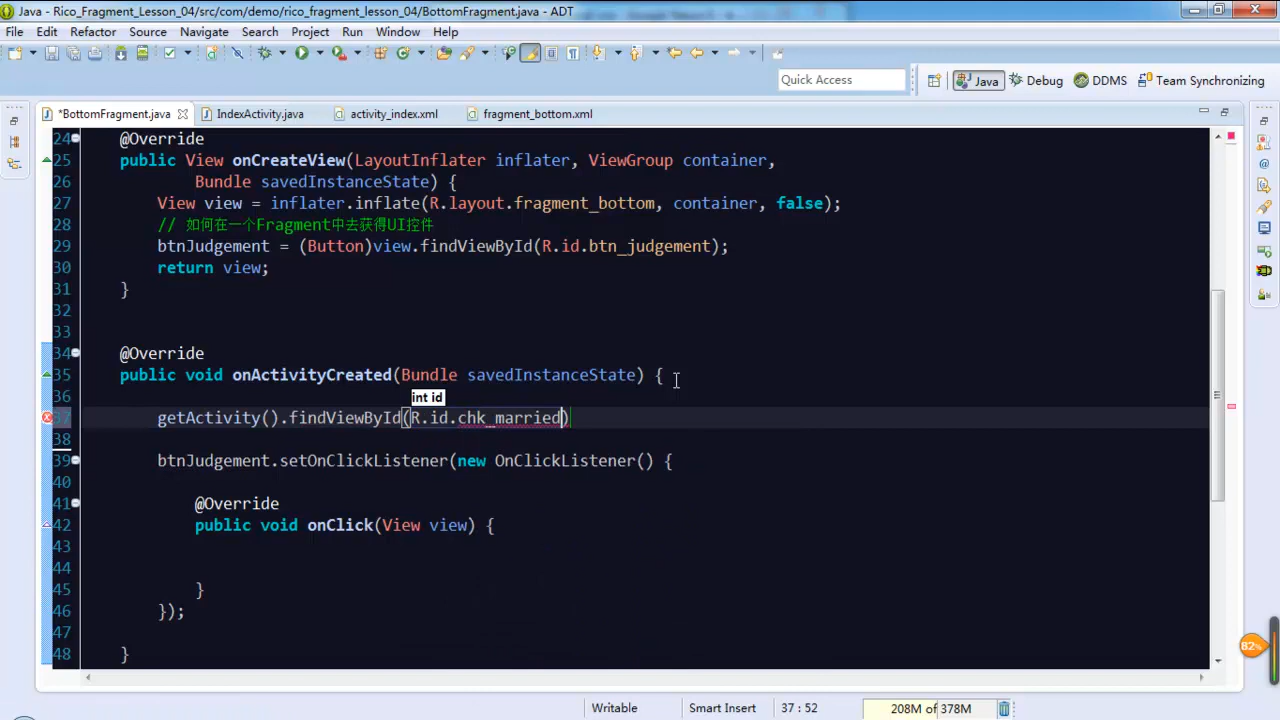 Java - Rico_Fragment_Lesson_04/src/com/demo/rico_fragment_lesson_04/BottomFragment.java - ADT
File Edit Refactor Source Navigate Search Project Run Window Help
Quick Access
Java Debug DDMS Team Synchronizing
*BottomFragment.java IndexActivity.java activity_index.xml fragment_bottom.xml
24 @Override
25 public View onCreateView(LayoutInflater inflater, ViewGroup container,
26 Bundle savedInstanceState) {
27 View view = inflater.inflate(R.layout.fragment_bottom, container, false);
28 // 如何在一个Fragment中去获得UI控件
29 btnJudgement = (Button)view.findViewById(R.id.btn_judgement);
30 return view;
31 }
32
33
34 @Override
35 public void onActivityCreated(Bundle savedInstanceState) {
36 int id
37 getActivity().findViewById(R.id.chk_married)
38
39 btnJudgement.setOnClickListener(new OnClickListener() {
40
41 @Override
42 public void onClick(View view) {
43
44
45 }
46 });
47
48 }
82%
Writable Smart Insert 37 : 52 208M of 378M